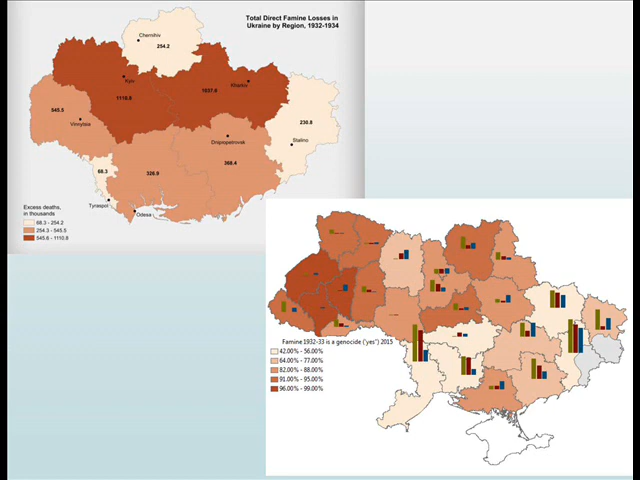 Total Direct Famine Losses in
Ukraine by Region, 1932-1934
Chernihiv
254.2
Kyiv
Kharkiv
1110.8
1037.6
545.5
Vinnytsia
230.8
Dnipropetrovsk
Stalino
68.3
326.9
368.4
Tyraspol
Odesa
Excess deaths,
in thousands
68.3 - 254.2
254.3 - 545.5
545.6 - 1110.8
Famine 1932-33 is a genocide ("yes") 2015
42.00% - 56.00%
64.00% - 77.00%
82.00% - 88.00%
91.00% - 95.00%
96.00% - 99.00%